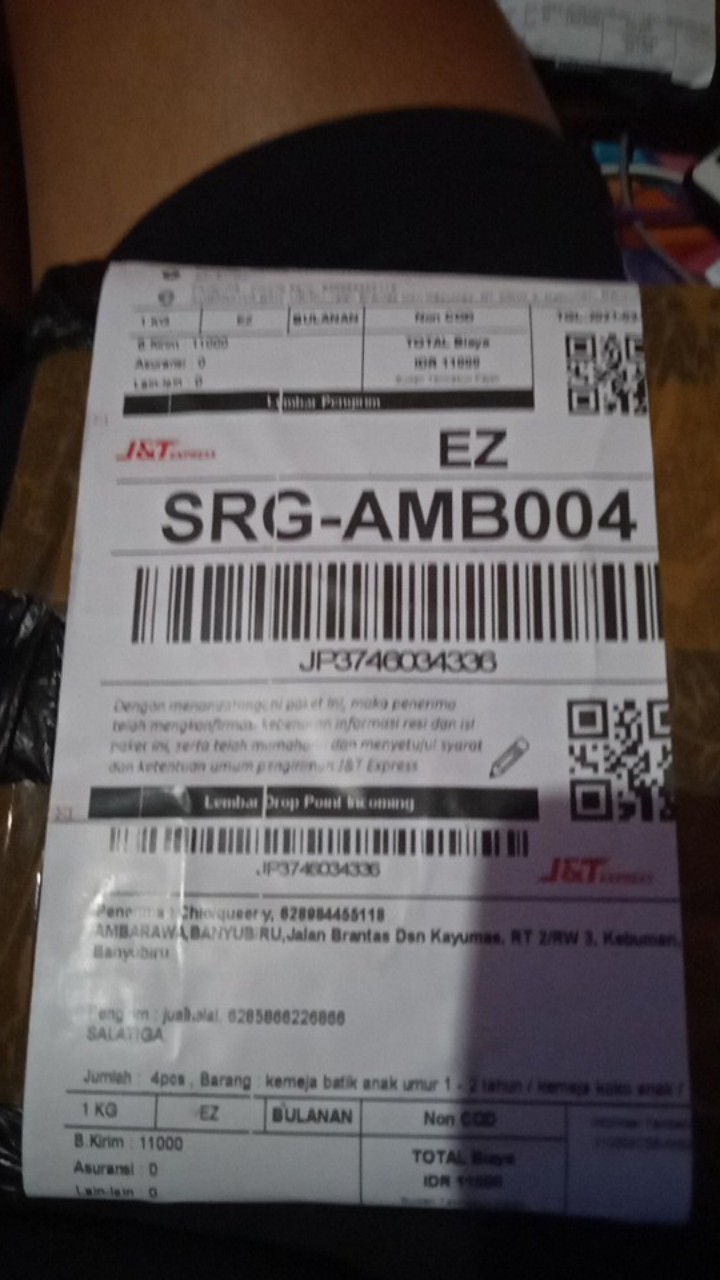 1 KG EZ BULANAN Non COD
B.Kirim : 11000 TOTAL Biaya
Asuransi : 0 IDR 11000
Lain-lain : 0
Lembar Pengirim
J&T EXPRESS EZ
SRG-AMB004
JP3746034336
Dengan menandatangani paket ini, maka penerima
telah mengkonfirmasi kebenaran informasi resi dan isi
paket ini, serta telah memahami dan menyetujui syarat
dan ketentuan umum pengiriman J&T Express
Lembar Drop Point Incoming
JP3746034336
J&T EXPRESS
Penerima :
AMBARAWA,BANYUBIRU,Jalan Brantas Dsn Kayumas, RT 2/RW 3, Kebumen,
Banyubiru
Pengirim : 6285866226866
SALATIGA
Jumlah : 4pcs , Barang : kemeja batik anak umur 1 - 2 tahun / kemeja koko anak /
1 KG EZ BULANAN Non COD
B.Kirim : 11000
Asuransi : 0 TOTAL Biaya
Lain-lain : 0 IDR 11000